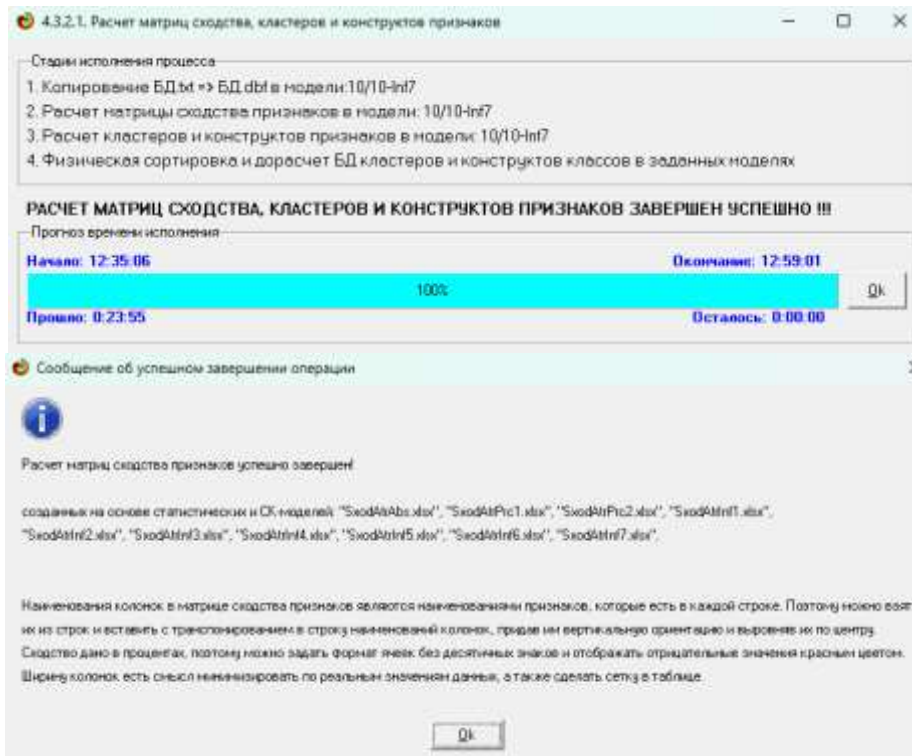 4.3.2.1. Расчет матриц сходства, кластеров и конструктов признаков
Стадии исполнения процесса
1. Копирование БД.txt => БД.dbf в модели:10/10-Inf7
2. Расчет матрицы сходства признаков в модели: 10/10-Inf7
3. Расчет кластеров и конструктов признаков в модели: 10/10-Inf7
4. Физическая сортировка и дорасчет БД кластеров и конструктов классов в заданных моделях
РАСЧЕТ МАТРИЦ СХОДСТВА, КЛАСТЕРОВ И КОНСТРУКТОВ ПРИЗНАКОВ ЗАВЕРШЕН УСПЕШНО !!!
Прогноз времени исполнения
Начало: 12:35:06 Окончание: 12:59:01
100% Ok
Прошло: 0:23:55 Осталось: 0:00:00
Сообщение об успешном завершении операции
Расчет матриц сходства признаков успешно завершен!
созданных на основе статистических и СК-моделей: "SxodAtrAbs.xlsx", "SxodAtrPrc1.xlsx", "SxodAtrPrc2.xlsx", "SxodAtrInf1.xlsx",
"SxodAtrInf2.xlsx", "SxodAtrInf3.xlsx", "SxodAtrInf4.xlsx", "SxodAtrInf5.xlsx", "SxodAtrInf6.xlsx", "SxodAtrInf7.xlsx".
Наименования колонок в матрице сходства признаков являются наименованиями признаков, которые есть в каждой строке. Поэтому можно взят
их из строк и вставить с транспонированием в строку наименований колонок, придав им вертикальную ориентацию и выровняв их по центру.
Сходство дано в процентах, поэтому можно задать формат ячеек без десятичных знаков и отображать отрицательные значения красным цветом.
Ширину колонок есть смысл минимизировать по реальным значениям данных, а также сделать сетку в таблице.
Ok